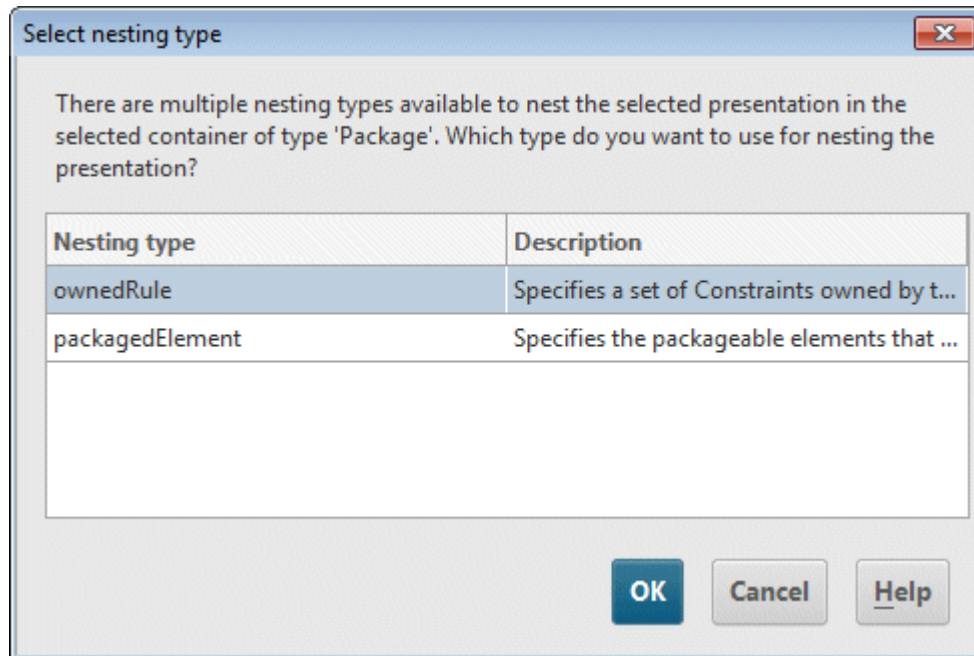 Select nesting type
There are multiple nesting types available to nest the selected presentation in the
selected container of type 'Package'. Which type do you want to use for nesting the
presentation?
Nesting type Description
ownedRule Specifies a set of Constraints owned by t...
packagedElement Specifies the packageable elements that ...
OK Cancel Help